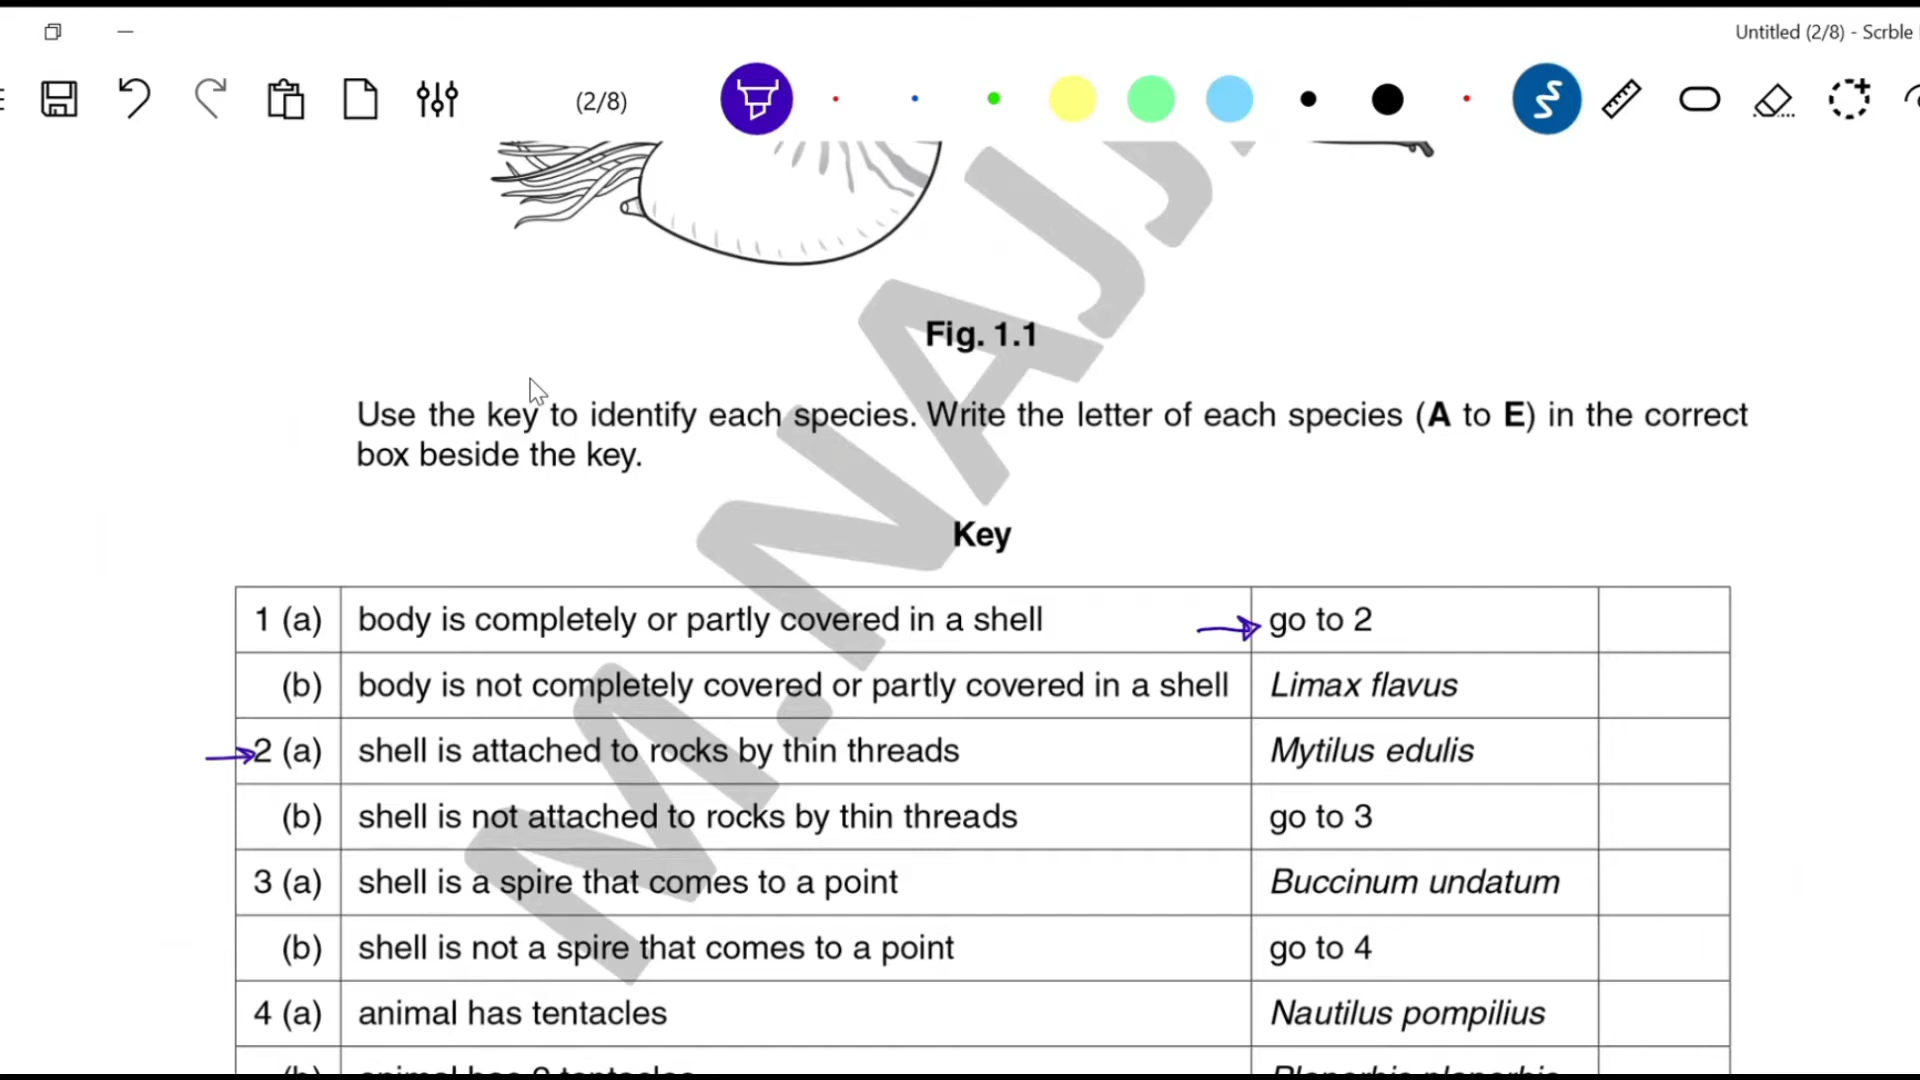 Untitled (2/8) - Scrble
(2/8)
M.NAJJ
Fig. 1.1
Use the key to identify each species. Write the letter of each species (A to E) in the correct
box beside the key.
Key
1 (a) body is completely or partly covered in a shell go to 2
(b) body is not completely covered or partly covered in a shell Limax flavus
2 (a) shell is attached to rocks by thin threads Mytilus edulis
(b) shell is not attached to rocks by thin threads go to 3
3 (a) shell is a spire that comes to a point Buccinum undatum
(b) shell is not a spire that comes to a point go to 4
4 (a) animal has tentacles Nautilus pompilius